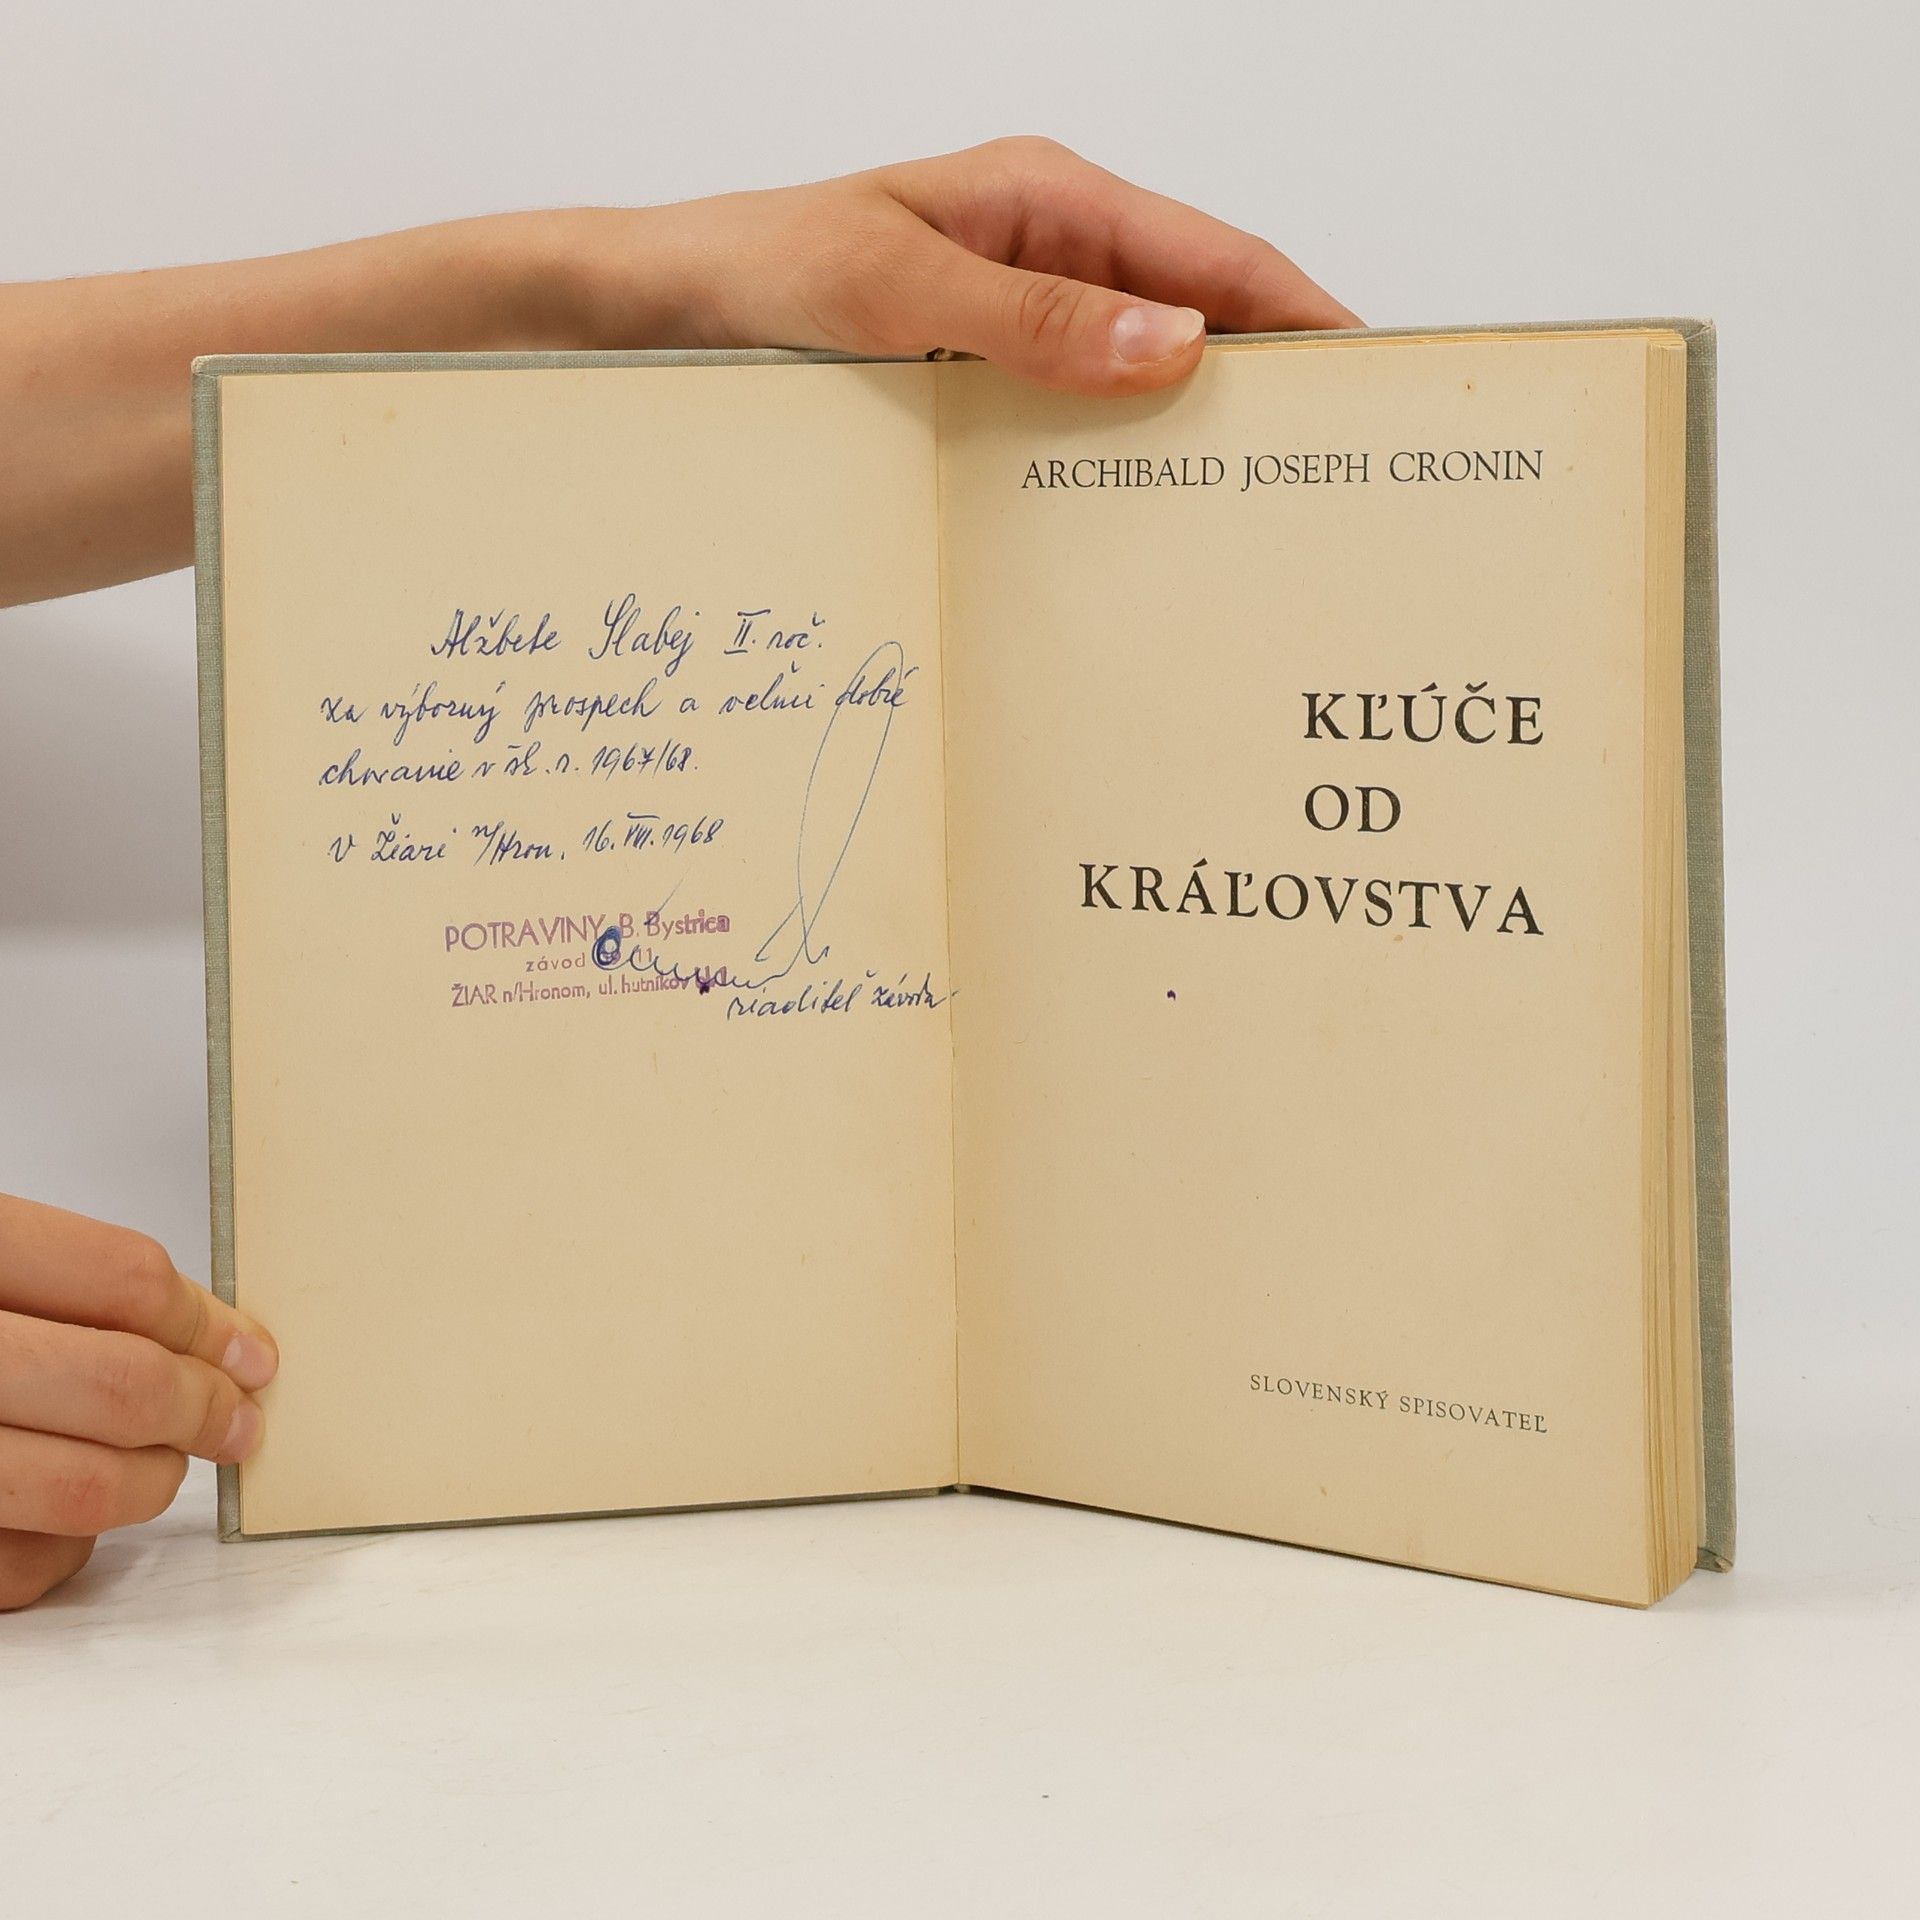 Alžbete Slabej II. roč.
za výborný prospech a veľmi dobré
chovanie v šk. r. 1967/68.
V Žiari n/Hron. 16. VII. 1968
POTRAVINY, B. Bystrica
závod 11
ŽIAR n/Hronom, ul. hutníkov
riaditeľ závodu
ARCHIBALD JOSEPH CRONIN
KĽÚČE
OD
KRÁĽOVSTVA
SLOVENSKÝ SPISOVATEĽ